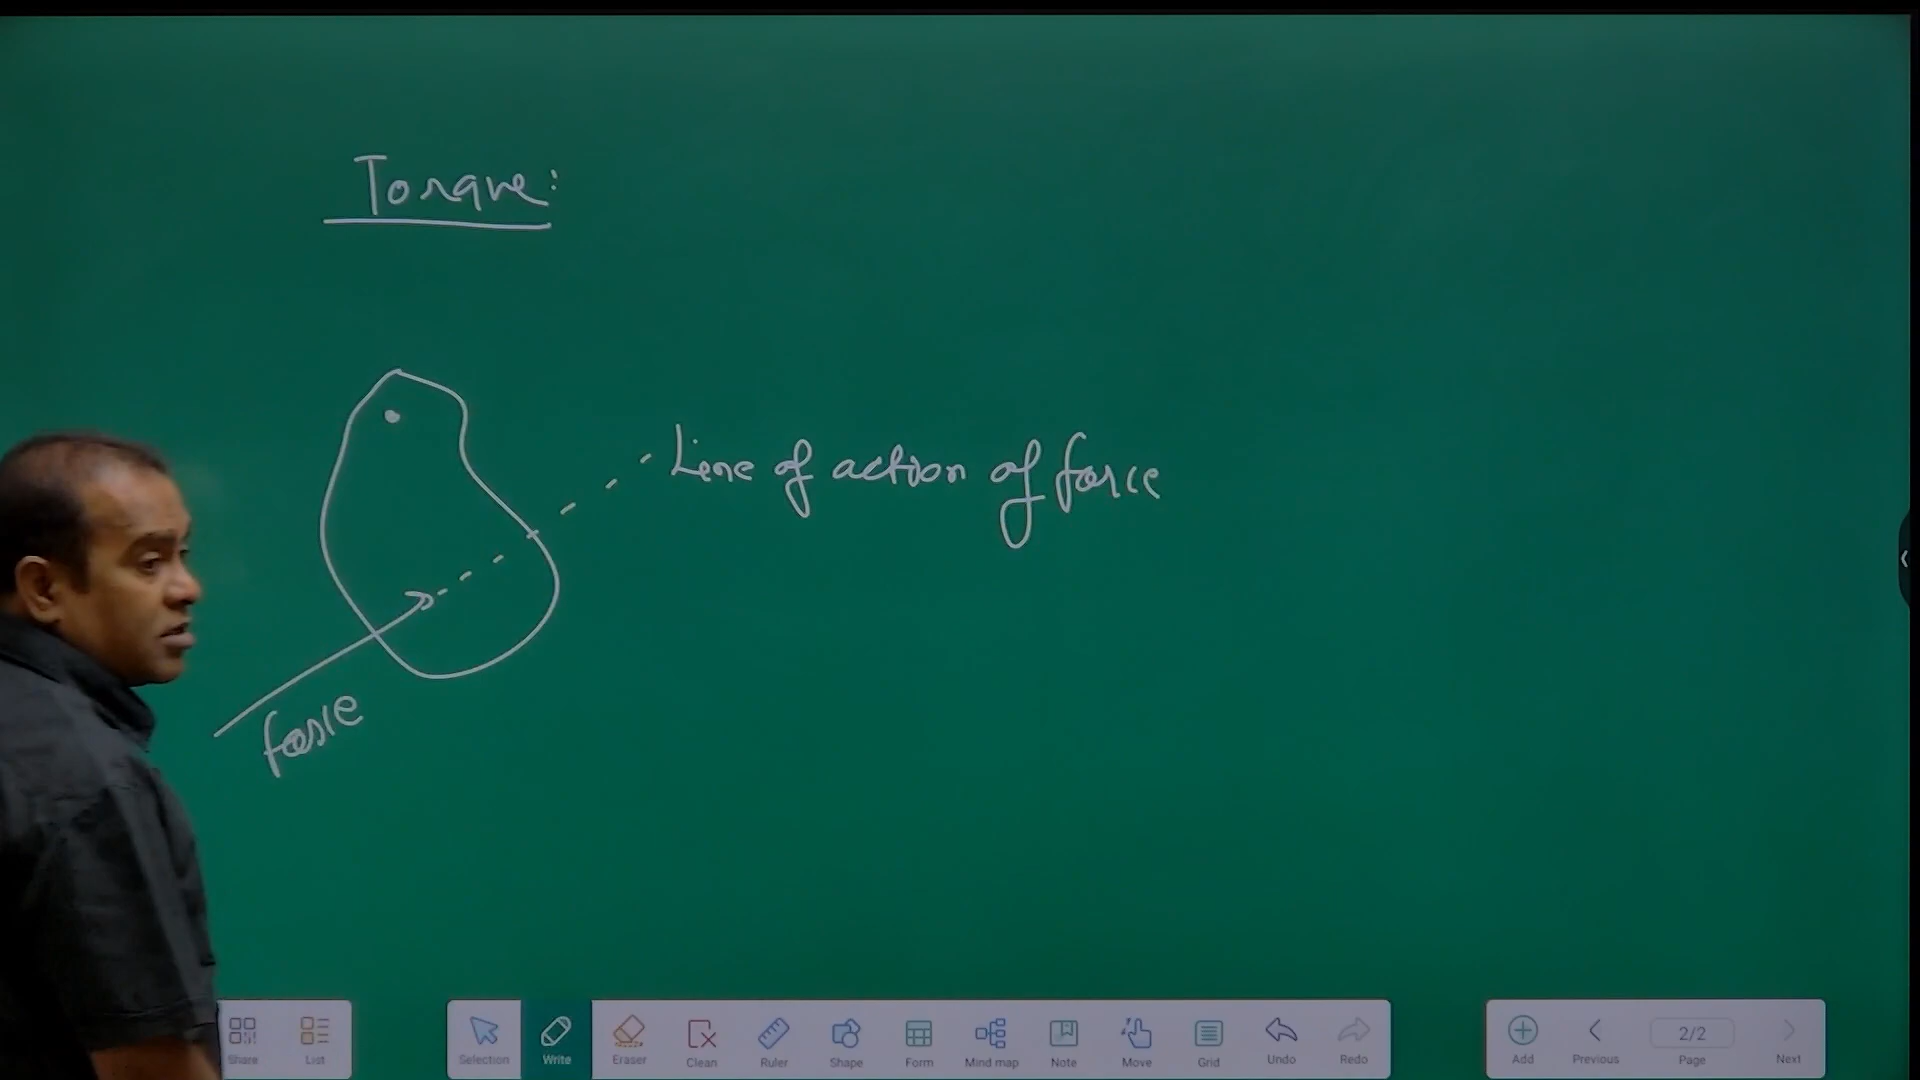 Torque:
Line of action of force
force
Share
List
Selection
Write
Eraser
Clean
Ruler
Shape
Form
Mind map
Note
Move
Grid
Undo
Redo
Add
Previous
2/2
Page
Next